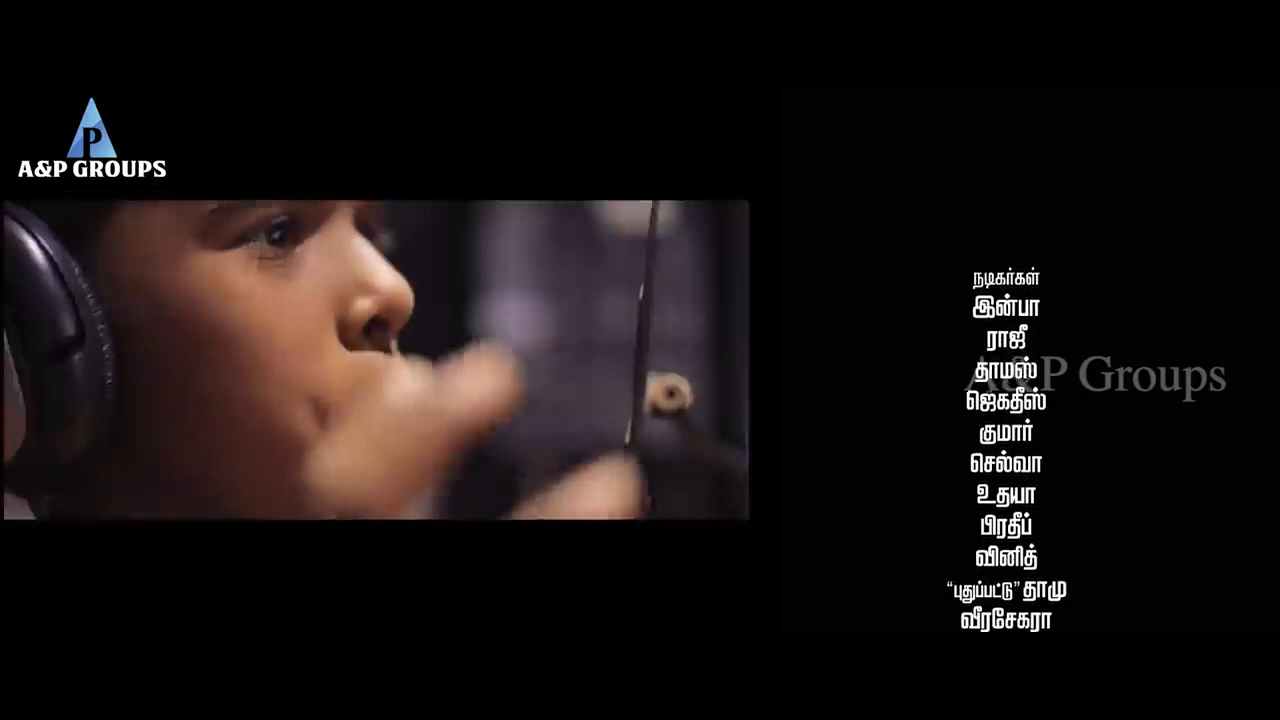 P
A&P GROUPS
நடிகர்கள்
இன்பா
ராஜீ
தாமஸ்
A&P Groups
ஜெகதீஸ்
குமார்
செல்வா
உதயா
பிரதீப்
வினித்
“புதுப்பட்டு” தாமு
வீரசேகரா